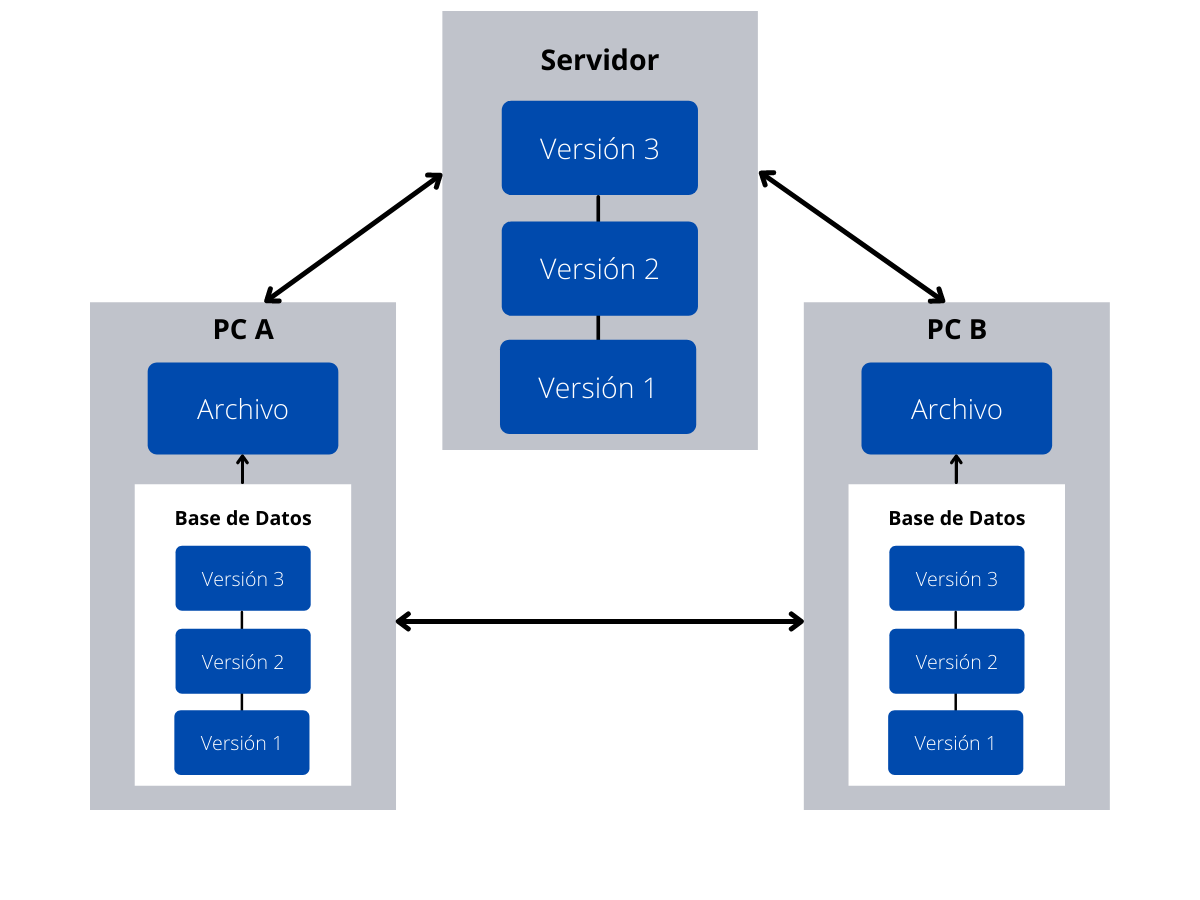 Servidor
Versión 3
Versión 2
Versión 1
PC A
Archivo
Base de Datos
Versión 3
Versión 2
Versión 1
PC B
Archivo
Base de Datos
Versión 3
Versión 2
Versión 1